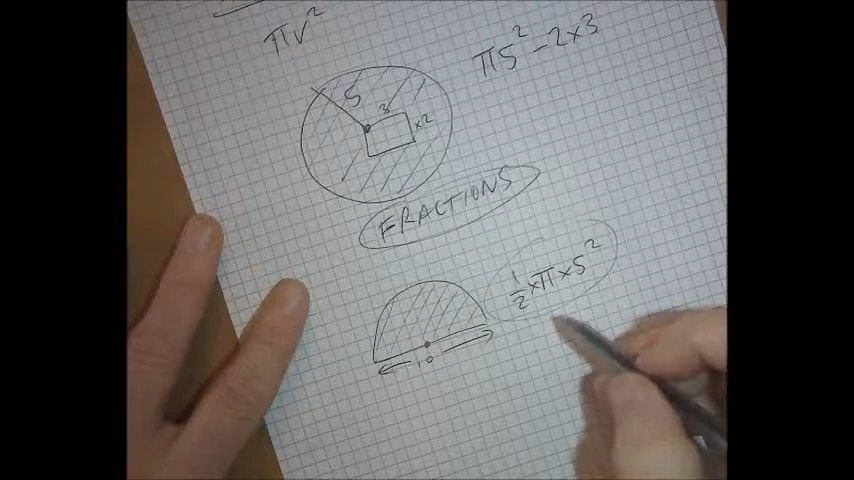 πr²
π5² - 2×3
5
3
×2
FRACTIONS
½×π×5²
10